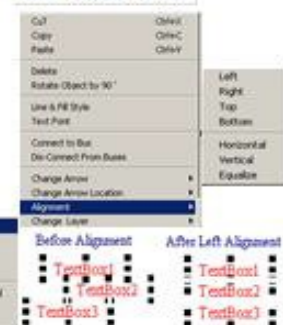 Cut Ctrl+X
Copy Ctrl+C
Paste Ctrl+V
Delete
Rotate Object by 90°
Line & Fill Style
Text Font
Connect to Bus
Dis-Connect From Buses
Change Arrow
Change Arrow Location
Alignment
Change Layer
Left
Right
Top
Bottom
Horizontal
Vertical
Equalize
Before Alignment
TextBox1
TextBox2
TextBox3
After Left Alignment
TextBox1
TextBox2
TextBox3